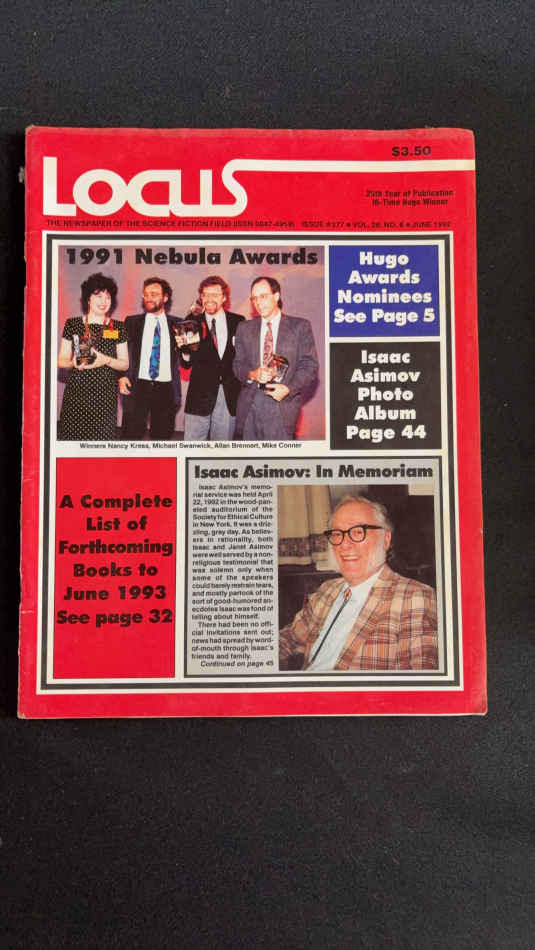 $3.50
LOCUS
25th Year of Publication
16-Time Hugo Winner
THE NEWSPAPER OF THE SCIENCE FICTION FIELD (ISSN 0047-4959) ISSUE #377 • VOL. 28, NO. 6 • JUNE 1992
1991 Nebula Awards
Hugo
Awards
Nominees
See Page 5
Isaac
Asimov
Photo
Album
Page 44
Winners Nancy Kress, Michael Swanwick, Allan Brennert, Mike Conner
A Complete
List of
Forthcoming
Books to
June 1993
See page 32
Isaac Asimov: In Memoriam
Isaac Asimov's memo-
rial service was held April
22, 1992 in the wood-pan-
eled auditorium of the
Society for Ethical Culture
in New York. It was a driz-
zling, gray day. As believ-
ers in rationality, both
Isaac and Janet Asimov
were well served by a non-
religious testimonial that
was solemn only when
some of the speakers
could barely restrain tears,
and mostly partook of the
sort of good-humored an-
ecdotes Isaac was fond of
telling about himself.
There had been no offi-
cial invitations sent out;
news had spread by word-
of-mouth through Isaac's
friends and family.
Continued on page 45